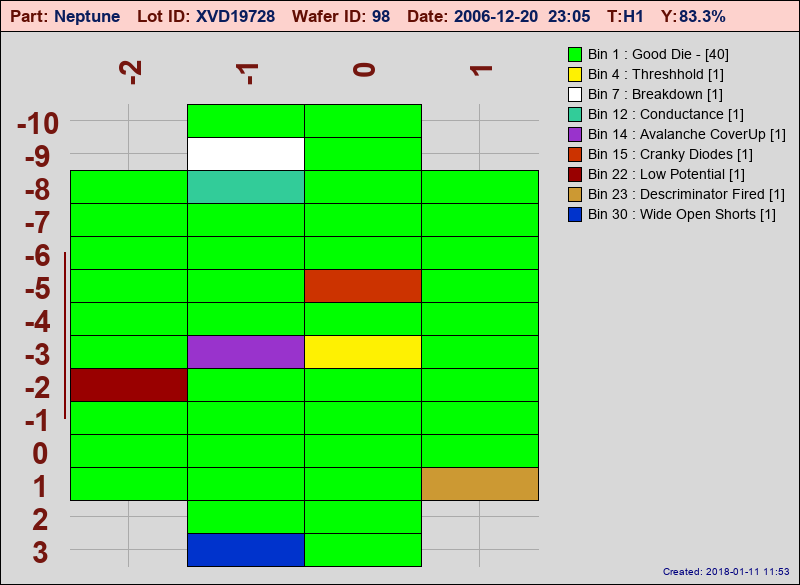 Part: Neptune Lot ID: XVD19728 Wafer ID: 98 Date: 2006-12-20 23:05 T:H1 Y:83.3%
-2 -1 0 1
Bin 1 : Good Die - [40]
Bin 4 : Threshhold [1]
Bin 7 : Breakdown [1]
Bin 12 : Conductance [1]
Bin 14 : Avalanche CoverUp [1]
Bin 15 : Cranky Diodes [1]
Bin 22 : Low Potential [1]
Bin 23 : Descriminator Fired [1]
Bin 30 : Wide Open Shorts [1]
-10
-9
-8
-7
-6
-5
-4
-3
-2
-1
0
1
2
3
Created: 2018-01-11 11:53